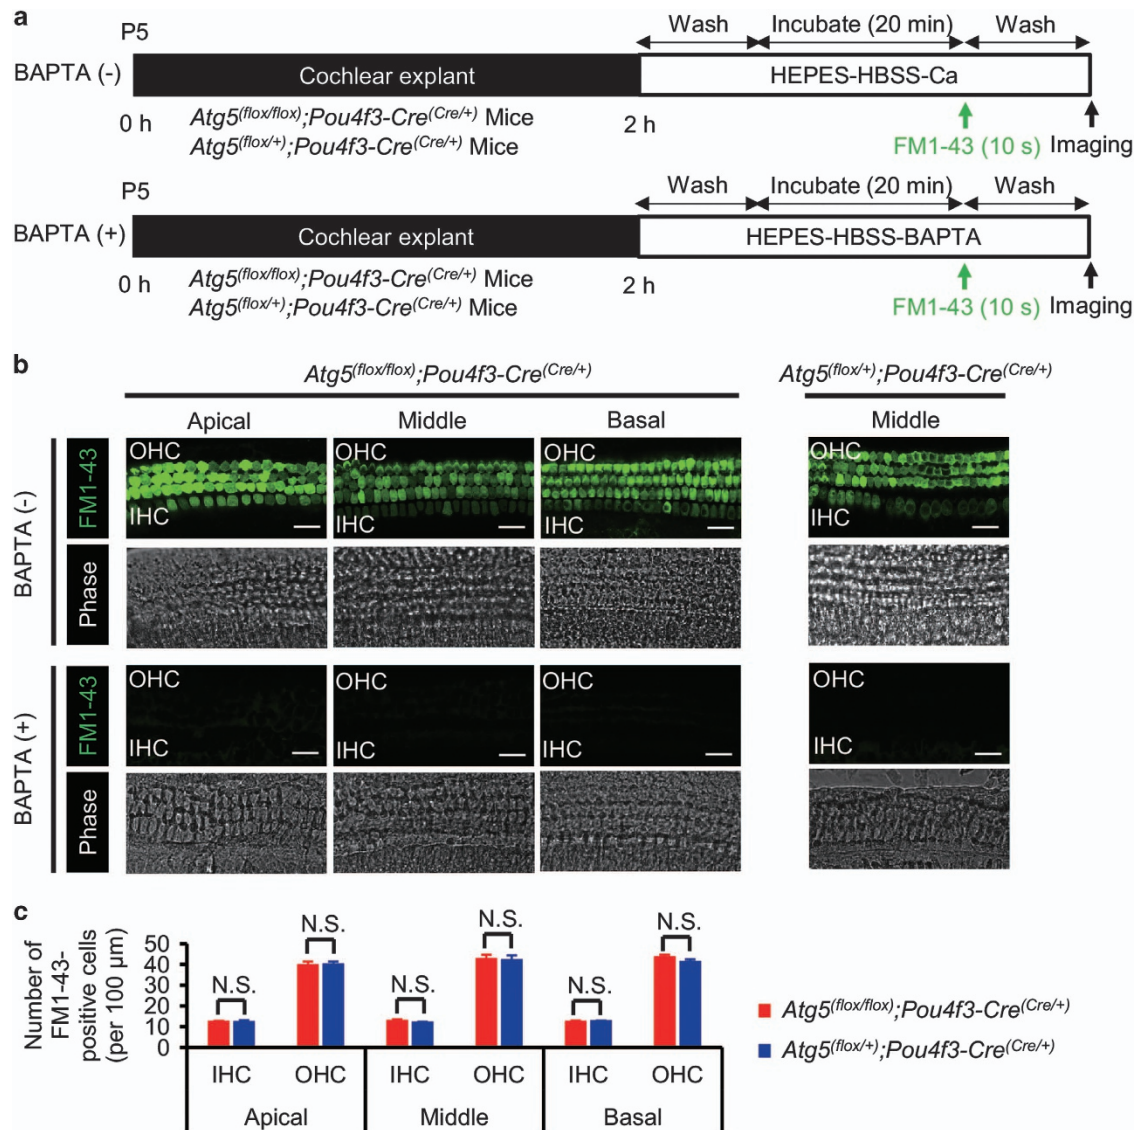 a
P5
Wash Incubate (20 min) Wash
BAPTA (-) Cochlear explant HEPES-HBSS-Ca
0 h Atg5(flox/flox);Pou4f3-Cre(Cre/+) Mice 2 h
Atg5(flox/+);Pou4f3-Cre(Cre/+) Mice
FM1-43 (10 s) Imaging
P5
Wash Incubate (20 min) Wash
BAPTA (+) Cochlear explant HEPES-HBSS-BAPTA
0 h Atg5(flox/flox);Pou4f3-Cre(Cre/+) Mice 2 h
Atg5(flox/+);Pou4f3-Cre(Cre/+) Mice
FM1-43 (10 s) Imaging
b
Atg5(flox/flox);Pou4f3-Cre(Cre/+) Atg5(flox/+);Pou4f3-Cre(Cre/+)
Apical Middle Basal Middle
BAPTA (-)
FM1-43
OHC OHC OHC OHC
IHC IHC IHC IHC
Phase
BAPTA (+)
FM1-43
OHC OHC OHC OHC
IHC IHC IHC IHC
Phase
c
Number of
FM1-43-
positive cells
(per 100 µm)
50
40
30
20
10
0
N.S. N.S. N.S. N.S. N.S. N.S.
IHC OHC IHC OHC IHC OHC
Apical Middle Basal
Atg5(flox/flox);Pou4f3-Cre(Cre/+)
Atg5(flox/+);Pou4f3-Cre(Cre/+)